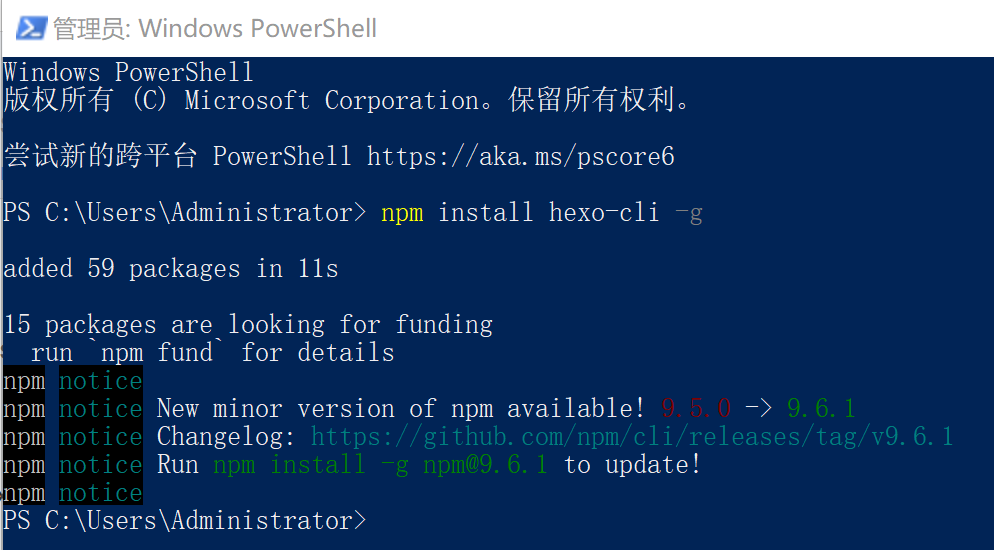 管理员: Windows PowerShell
Windows PowerShell
版权所有 (C) Microsoft Corporation。保留所有权利。
尝试新的跨平台 PowerShell https://aka.ms/pscore6
PS C:\Users\Administrator> npm install hexo-cli -g
added 59 packages in 11s
15 packages are looking for funding
  run `npm fund` for details
npm notice
npm notice New minor version of npm available! 9.5.0 -> 9.6.1
npm notice Changelog: https://github.com/npm/cli/releases/tag/v9.6.1
npm notice Run npm install -g npm@9.6.1 to update!
npm notice
PS C:\Users\Administrator>